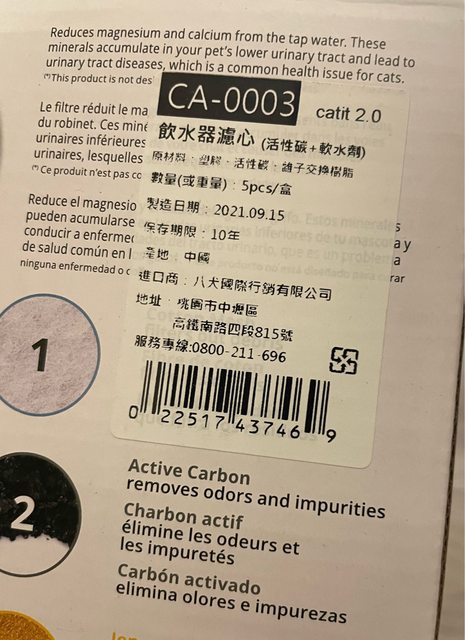 Reduces magnesium and calcium from the tap water. These
minerals accumulate in your pet's lower urinary tract and lead to
urinary tract diseases, which is a common health issue for cats.
(*) This product is not des
CA-0003 catit 2.0
飲水器濾心 (活性碳+軟水劑)
原材料：塑膠、活性碳、離子交換樹脂
數量(或重量)：5pcs/盒
製造日期：2021.09.15
保存期限：10年
產地：中國
進口商：八犬國際行銷有限公司
地址：桃園市中壢區
高鐵南路四段815號
服務專線:0800-211-696
0 22517 43746 9
Le filtre réduit le ma
du robinet. Ces miné
urinaires inférieures
urinaires, lesquelles
(*) Ce produit n'est pas co
Reduce el magnesio
pueden acumularse
conducir a enfermed
de salud común en l
ninguna enfermedad o c
s
a y
a
rar
1
2
Active Carbon
removes odors and impurities
Charbon actif
élimine les odeurs et
les impuretés
Carbón activado
elimina olores e impurezas